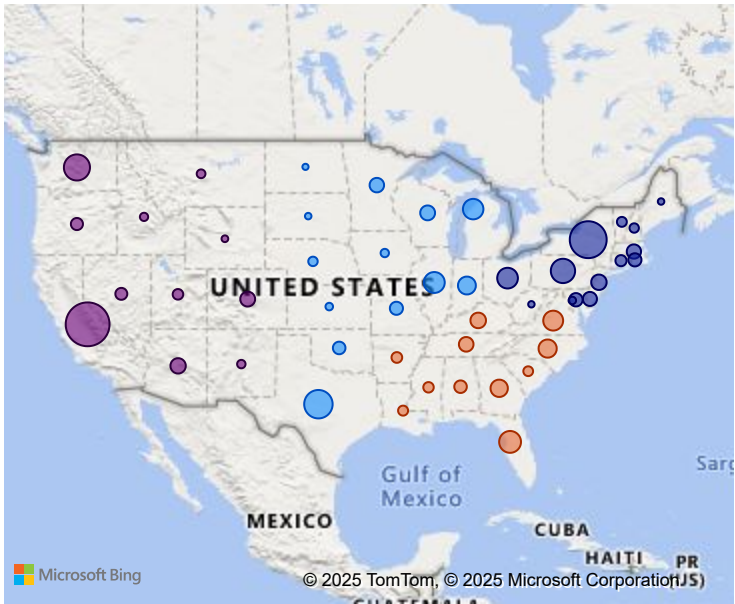 UNITED STATES
Gulf of
Mexico
MEXICO
CUBA
HAITI
PR
(US)
Microsoft Bing
© 2025 TomTom, © 2025 Microsoft Corporation